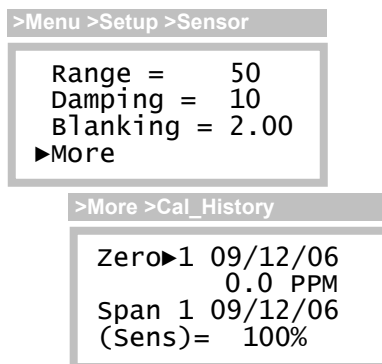 >Menu >Setup >Sensor
Range = 50
Damping = 10
Blanking = 2.00
►More
>More >Cal_History
Zero►1 09/12/06
0.0 PPM
Span 1 09/12/06
(Sens)= 100%